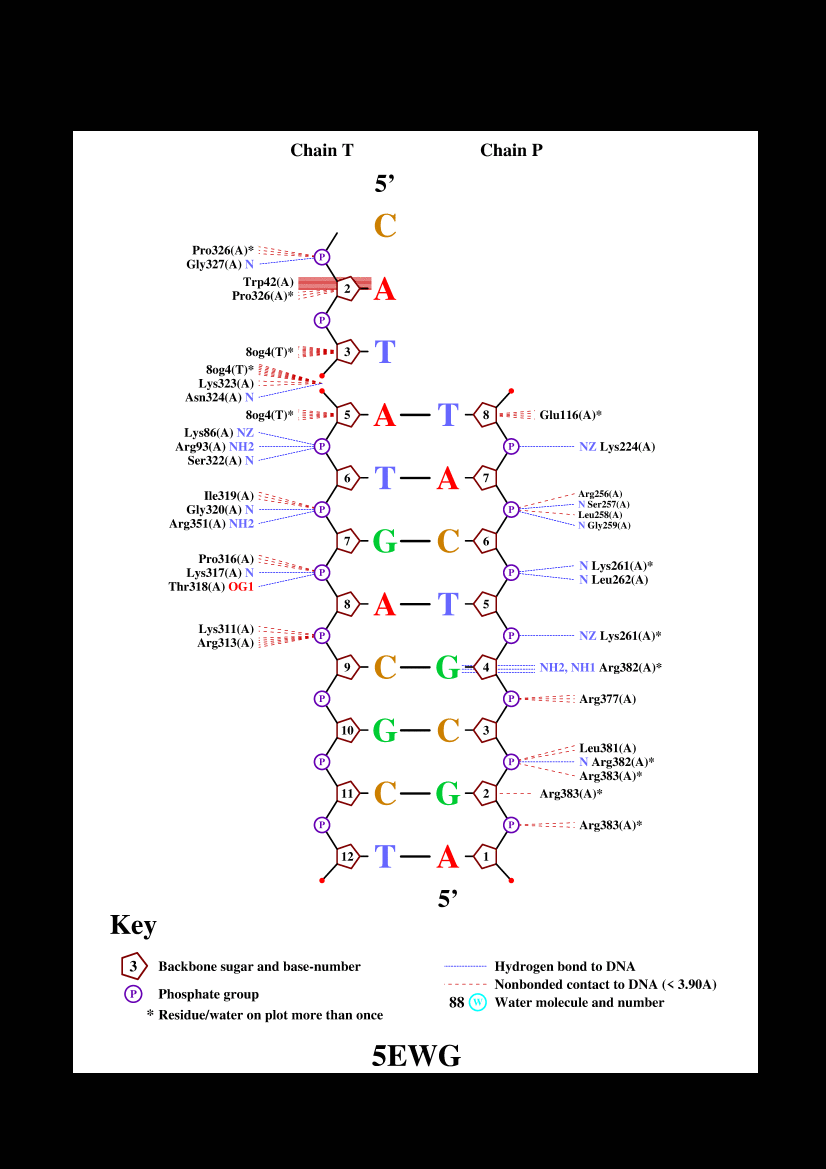 Chain T Chain P
5’
C
Pro326(A)*
P
Gly327(A) N
Trp42(A)
2 A
Pro326(A)*
P
8og4(T)* 3 T
8og4(T)*
Lys323(A)
Asn324(A) N
8og4(T)* 5 A T 8 Glu116(A)*
Lys86(A) NZ
Arg93(A) NH2 P P NZ Lys224(A)
Ser322(A) N
6 T A 7
Ile319(A) Arg256(A)
Gly320(A) N P P N Ser257(A)
Leu258(A)
Arg351(A) NH2 N Gly259(A)
7 G C 6
Pro316(A) N Lys261(A)*
Lys317(A) N P P
Thr318(A) OG1 N Leu262(A)
8 A T 5
Lys311(A)
P P NZ Lys261(A)*
Arg313(A)
9 C G 4 NH2, NH1 Arg382(A)*
P P Arg377(A)
10 G C 3
Leu381(A)
P P N Arg382(A)*
Arg383(A)*
11 C G 2 Arg383(A)*
P P Arg383(A)*
12 T A 1
5’
Key
3 Backbone sugar and base-number
P Phosphate group
* Residue/water on plot more than once
Hydrogen bond to DNA
Nonbonded contact to DNA (< 3.90A)
88 W Water molecule and number
5EWG